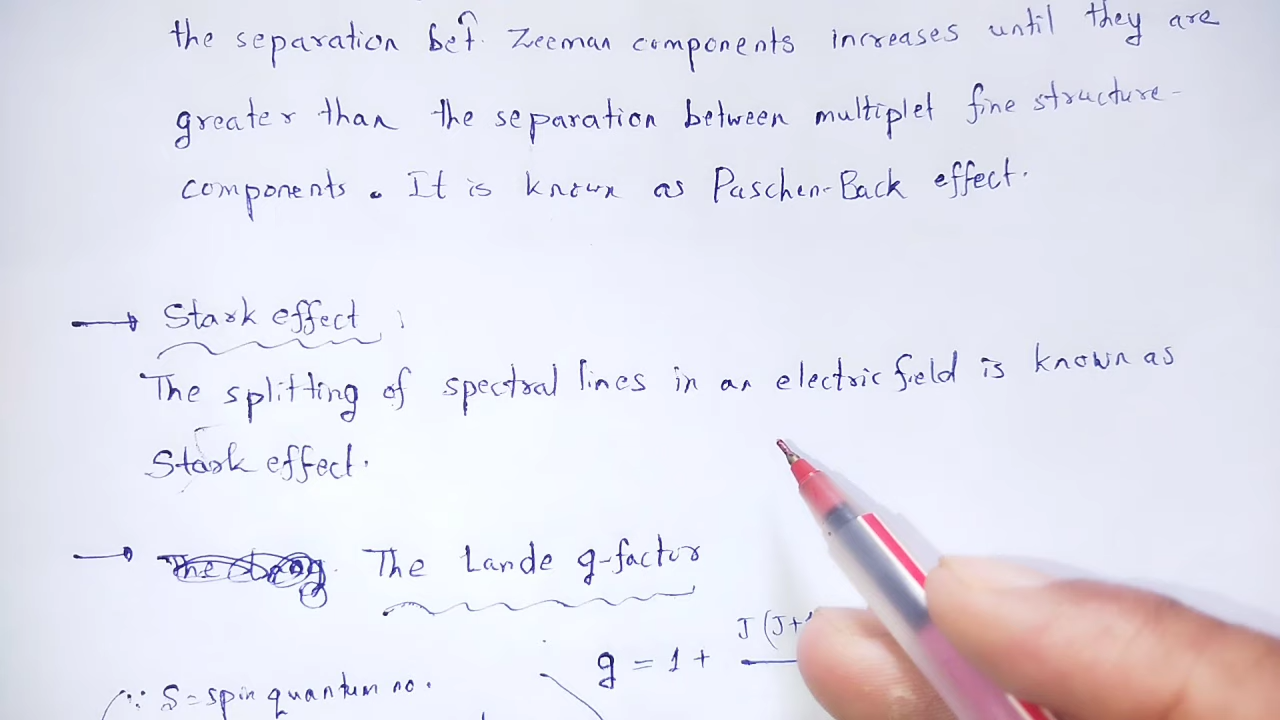 the separation betⁿ Zeeman components increases until they are
greater than the separation between multiplet fine structure-
components. It is known as Paschen-Back effect.
→ Stark effect :
The splitting of spectral lines in an electric field is known as
Stark effect.
→ The Lande g-factor
g = 1 + J(J+
∵ S = spin quantum no.